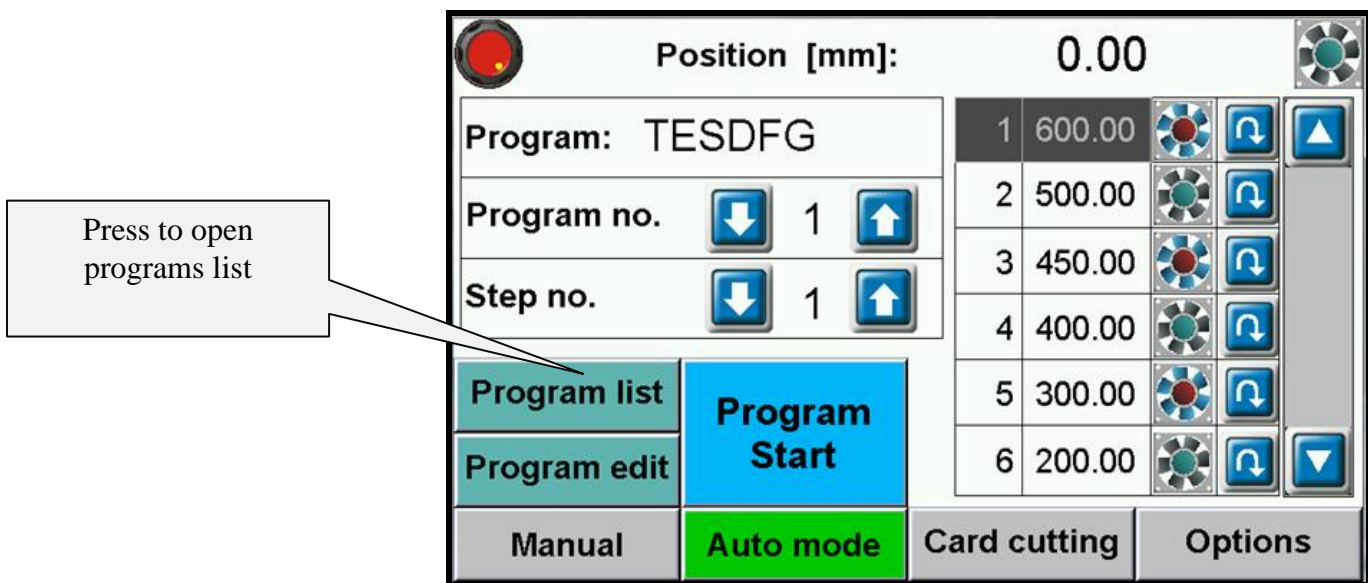 Press to open
programs list
Position [mm]: 0.00
Program: TESDFG
Program no. 1
Step no. 1
1 600.00
2 500.00
3 450.00
4 400.00
5 300.00
6 200.00
Program list
Program edit
Program
Start
Manual
Auto mode
Card cutting
Options